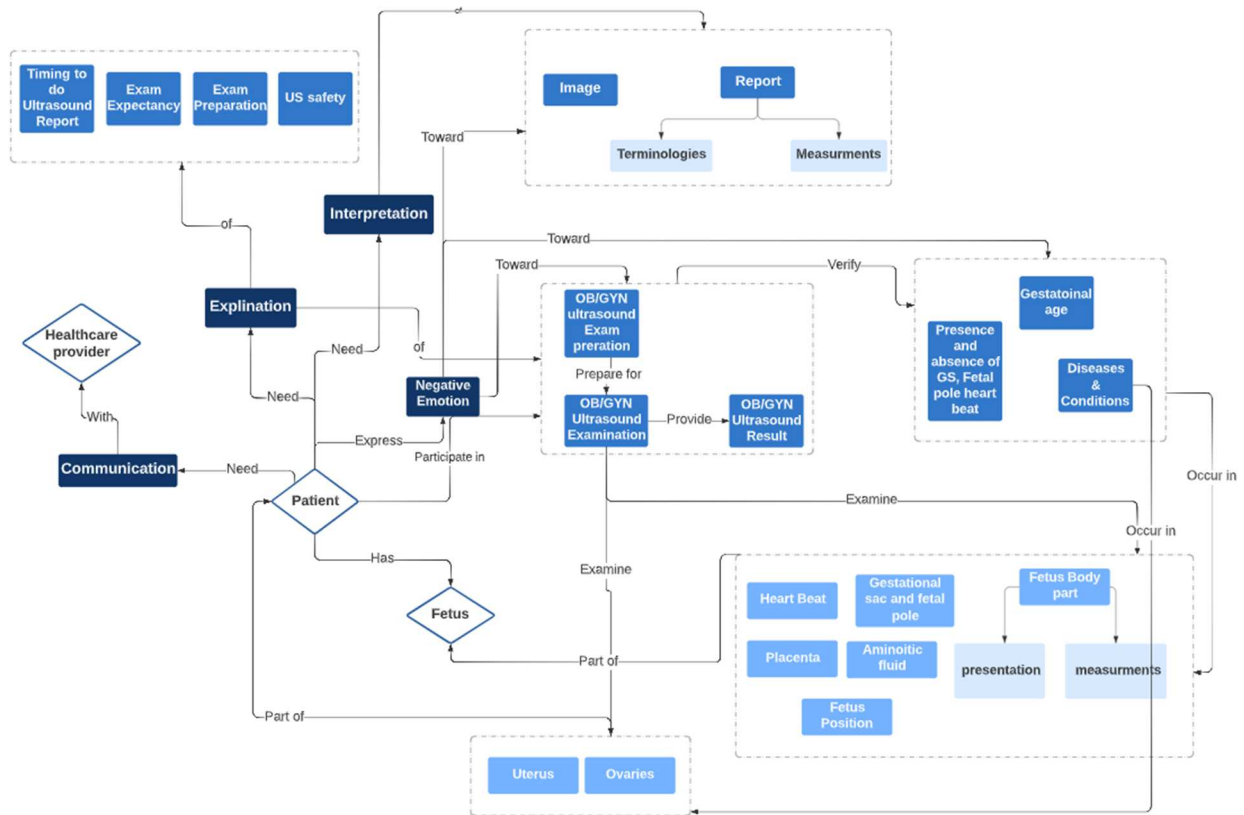 of
Timing to
do
Ultrasound
Report
Exam
Expectancy
Exam
Preparation
US safety
Image
Report
Toward
Terminologies
Measurments
Interpretation
of
Toward
Toward
Verify
Explination
OB/GYN
ultrasound
Exam
preration
Gestatoinal
age
Healthcare
provider
Need
of
Presence
and
absence of
GS, Fetal
pole heart
beat
Prepare for
Diseases &
Conditions
Negative
Emotion
Need
With
OB/GYN
Ultrasound
Examination
Provide
OB/GYN
Ultrasound
Result
Express
Participate in
Communication
Need
Occur in
Patient
Examine
Occur in
Has
Examine
Heart Beat
Gestational
sac and fetal
pole
Fetus Body
part
Fetus
Part of
Placenta
Aminoitic
fluid
presentation
measurments
Fetus
Position
Part of
Uterus
Ovaries